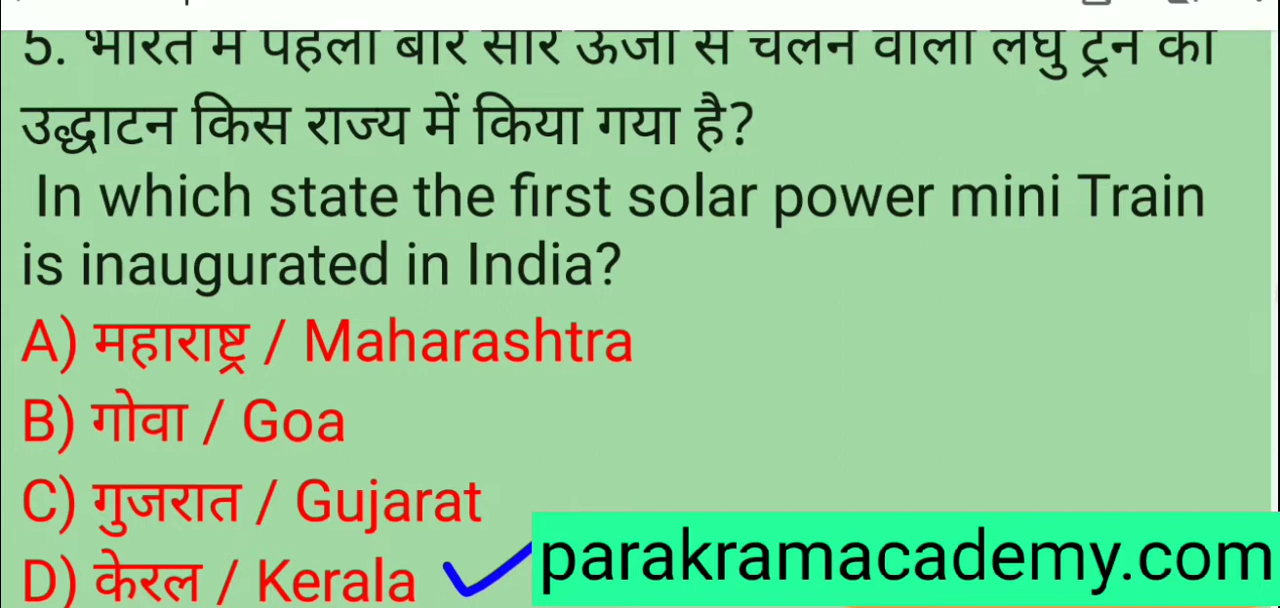 5. भारत में पहली बार सौर ऊर्जा से चलने वाली लघु ट्रेन का
उद्घाटन किस राज्य में किया गया है?
In which state the first solar power mini Train
is inaugurated in India?
A) महाराष्ट्र / Maharashtra
B) गोवा / Goa
C) गुजरात / Gujarat
D) केरल / Kerala
parakramacademy.com